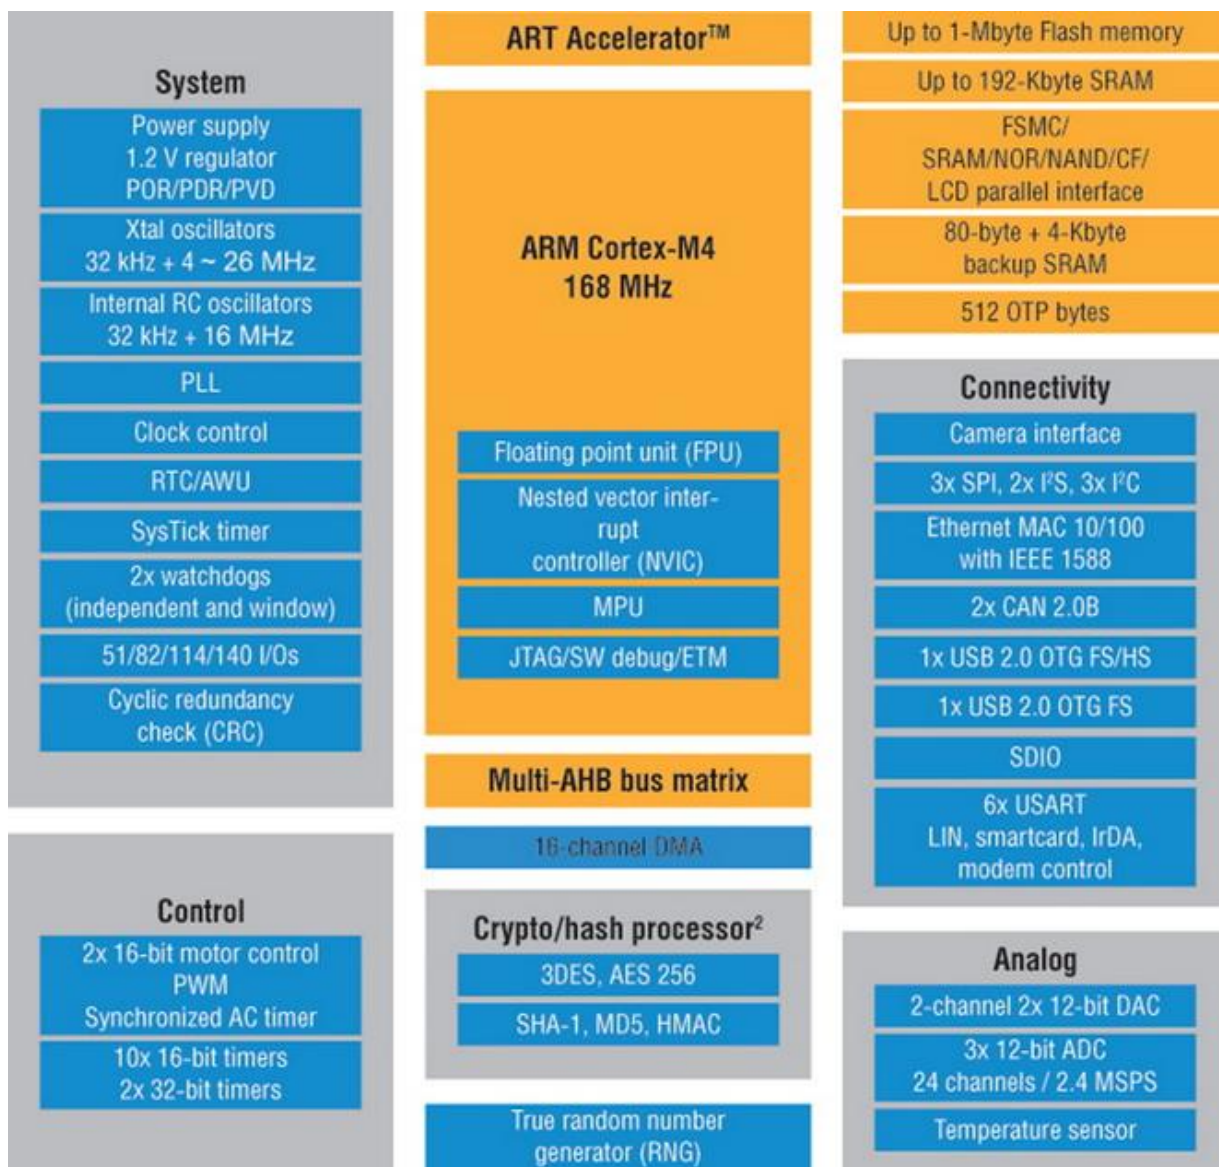 System
Power supply
1.2 V regulator
POR/PDR/PVD
Xtal oscillators
32 kHz + 4 ~ 26 MHz
Internal RC oscillators
32 kHz + 16 MHz
PLL
Clock control
RTC/AWU
SysTick timer
2x watchdogs
(independent and window)
51/82/114/140 I/Os
Cyclic redundancy
check (CRC)
Control
2x 16-bit motor control
PWM
Synchronized AC timer
10x 16-bit timers
2x 32-bit timers
ART Accelerator™
ARM Cortex-M4
168 MHz
Floating point unit (FPU)
Nested vector inter-
rupt
controller (NVIC)
MPU
JTAG/SW debug/ETM
Multi-AHB bus matrix
16-channel DMA
Crypto/hash processor²
3DES, AES 256
SHA-1, MD5, HMAC
True random number
generator (RNG)
Up to 1-Mbyte Flash memory
Up to 192-Kbyte SRAM
FSMC/
SRAM/NOR/NAND/CF/
LCD parallel interface
80-byte + 4-Kbyte
backup SRAM
512 OTP bytes
Connectivity
Camera interface
3x SPI, 2x I²S, 3x I²C
Ethernet MAC 10/100
with IEEE 1588
2x CAN 2.0B
1x USB 2.0 OTG FS/HS
1x USB 2.0 OTG FS
SDIO
6x USART
LIN, smartcard, IrDA,
modem control
Analog
2-channel 2x 12-bit DAC
3x 12-bit ADC
24 channels / 2.4 MSPS
Temperature sensor